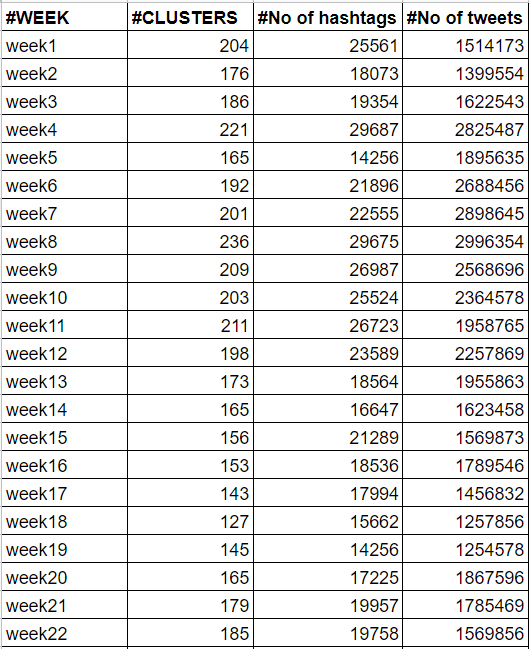 #WEEK #CLUSTERS #No of hashtags #No of tweets
week1 204 25561 1514173
week2 176 18073 1399554
week3 186 19354 1622543
week4 221 29687 2825487
week5 165 14256 1895635
week6 192 21896 2688456
week7 201 22555 2898645
week8 236 29675 2996354
week9 209 26987 2568696
week10 203 25524 2364578
week11 211 26723 1958765
week12 198 23589 2257869
week13 173 18564 1955863
week14 165 16647 1623458
week15 156 21289 1569873
week16 153 18536 1789546
week17 143 17994 1456832
week18 127 15662 1257856
week19 145 14256 1254578
week20 165 17225 1867596
week21 179 19957 1785469
week22 185 19758 1569856